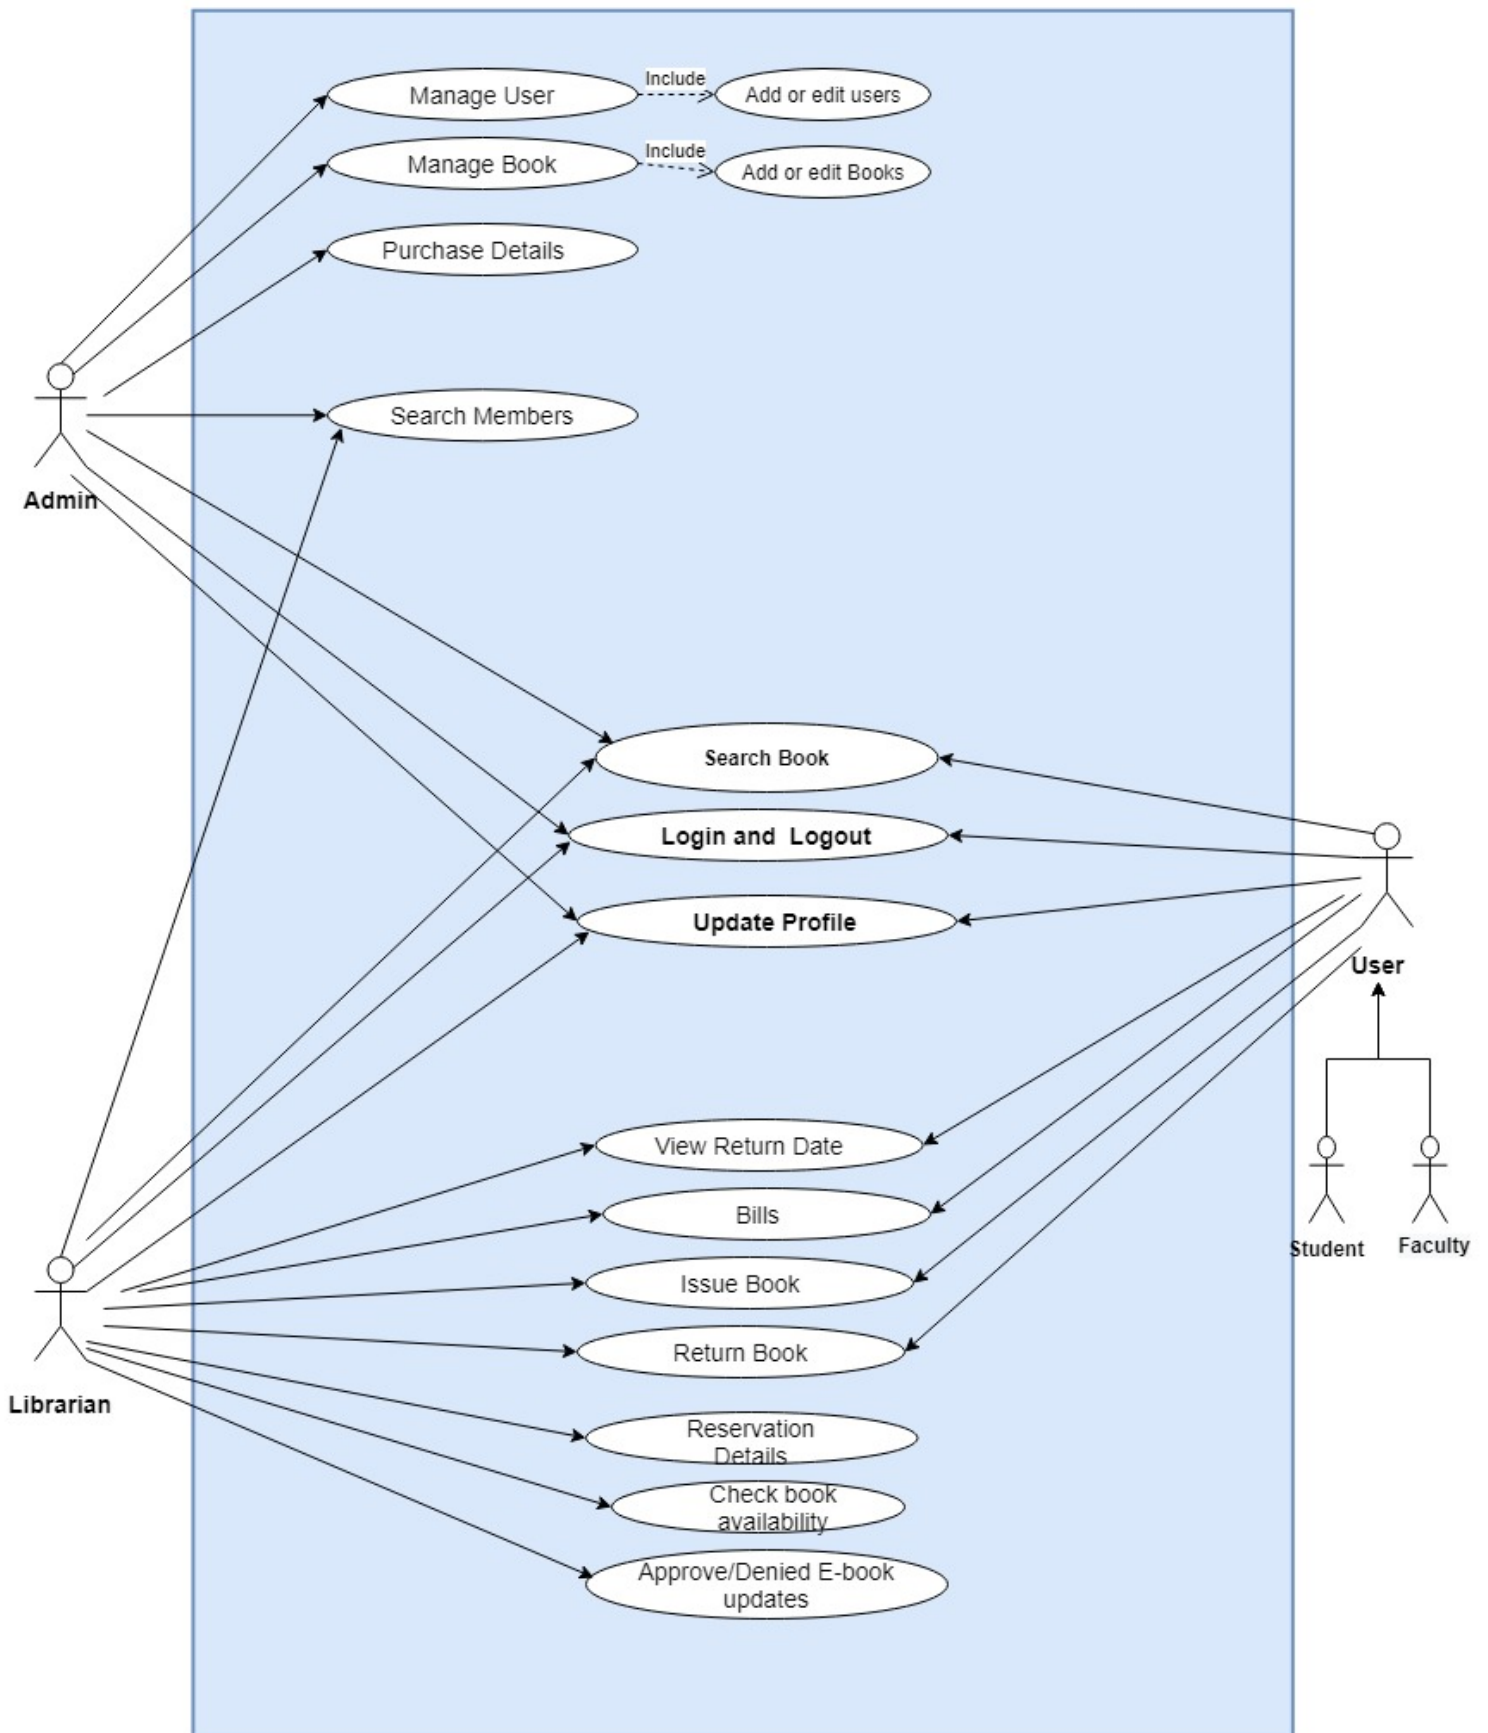 Manage User
Include
Add or edit users
Manage Book
Include
Add or edit Books
Purchase Details
Search Members
Admin
Search Book
Login and  Logout
Update Profile
User
View Return Date
Bills
Issue Book
Return Book
Student
Faculty
Librarian
Reservation
Details
Check book
availability
Approve/Denied E-book
updates